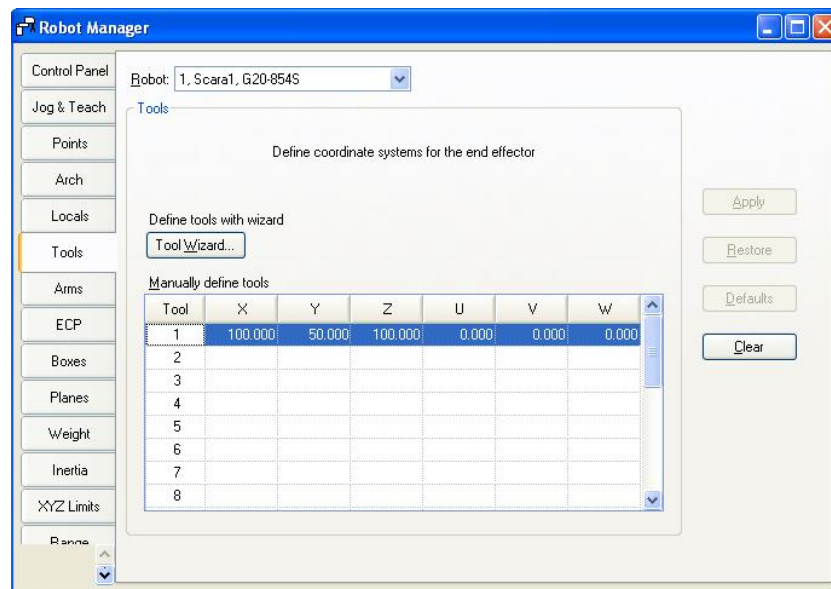 Robot Manager
Control Panel
Jog & Teach
Points
Arch
Locals
Tools
Arms
ECP
Boxes
Planes
Weight
Inertia
XYZ Limits
Range
Robot: 1, Scara1, G20-854S
Tools
Define coordinate systems for the end effector
Define tools with wizard
Tool Wizard...
Manually define tools
Tool X Y Z U V W
1 100.000 50.000 100.000 0.000 0.000 0.000
2
3
4
5
6
7
8
Apply
Restore
Defaults
Clear